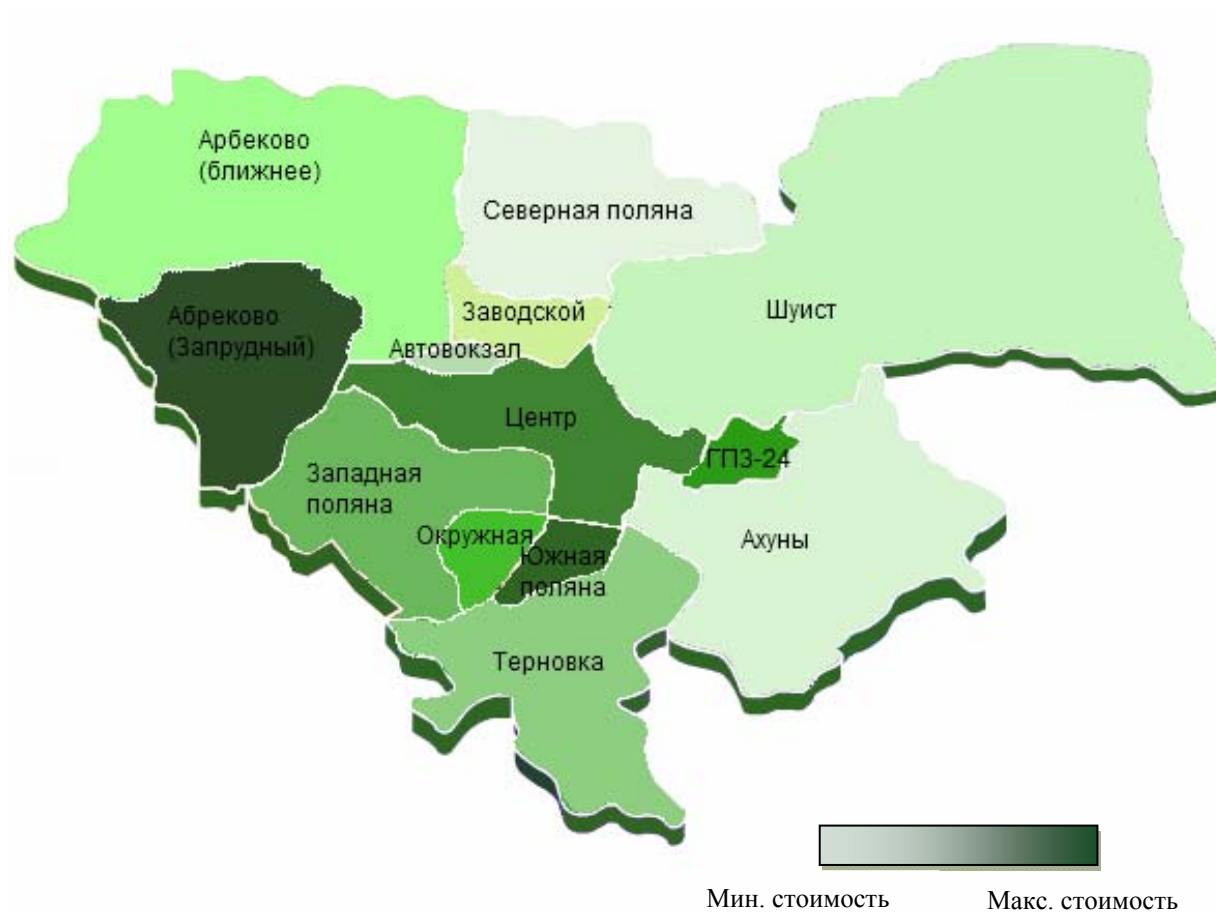 Арбеково
(ближнее)
Северная поляна
Абреково
(Запрудный)
Заводской
Шуист
Автовокзал
Центр
ГПЗ-24
Западная
поляна
Окружная
Южная
поляна
Ахуны
Терновка
Мин. стоимость
Макс. стоимость